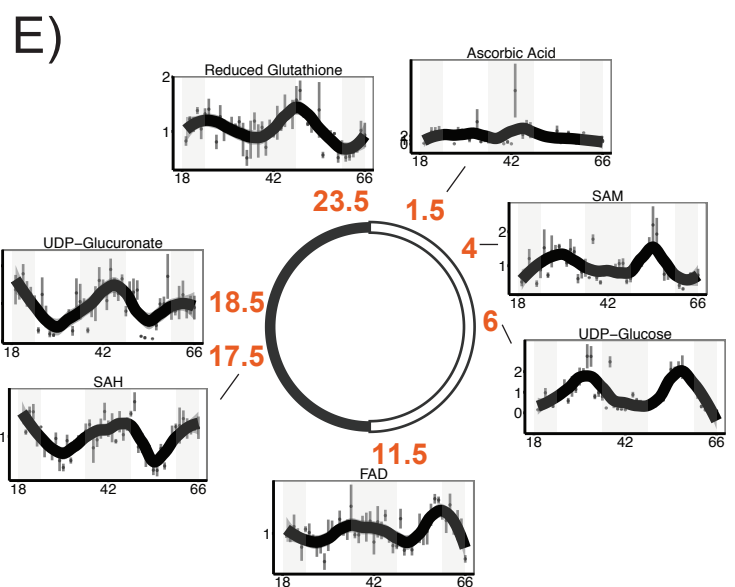 E)
Reduced Glutathione
2
1
18 42 66
Ascorbic Acid
2
0
18 42 66
23.5
1.5
SAM
2
1
18 42 66
4
UDP−Glucuronate
18 42 66
18.5
17.5
6
UDP−Glucose
2
1
0
18 42 66
SAH
1
18 42 66
11.5
FAD
1
18 42 66